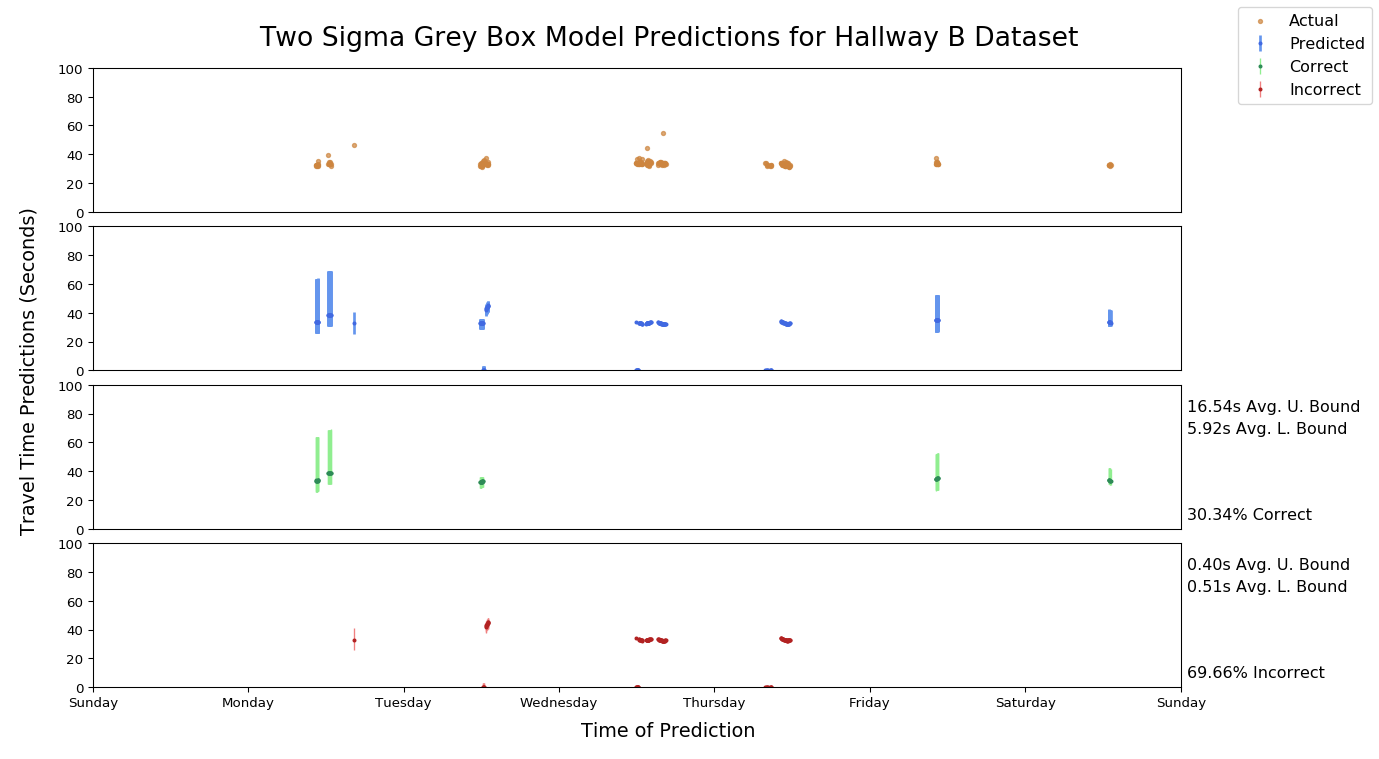 Two Sigma Grey Box Model Predictions for Hallway B Dataset
Actual
Predicted
Correct
Incorrect
Travel Time Predictions (Seconds)
100
80
60
40
20
0
100
80
60
40
20
0
100
80
60
40
20
0
16.54s Avg. U. Bound
5.92s Avg. L. Bound
30.34% Correct
100
80
60
40
20
0
0.40s Avg. U. Bound
0.51s Avg. L. Bound
69.66% Incorrect
Sunday Monday Tuesday Wednesday Thursday Friday Saturday Sunday
Time of Prediction